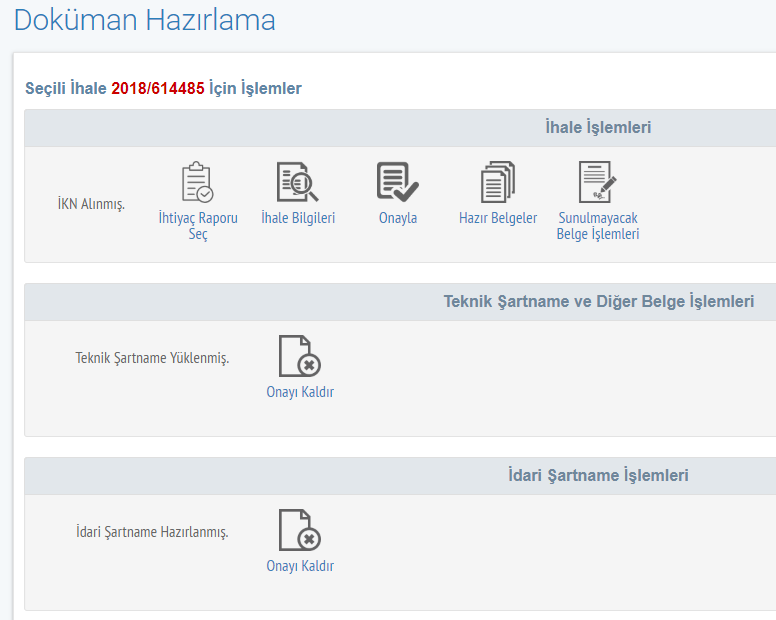 Doküman Hazırlama
Seçili İhale 2018/614485 İçin İşlemler
İhale İşlemleri
İKN Alınmış.
İhtiyaç Raporu
Seç
İhale Bilgileri
Onayla
Hazır Belgeler
Sunulmayacak
Belge İşlemleri
Teknik Şartname ve Diğer Belge İşlemleri
Teknik Şartname Yüklenmiş.
Onayı Kaldır
İdari Şartname İşlemleri
İdari Şartname Hazırlanmış.
Onayı Kaldır